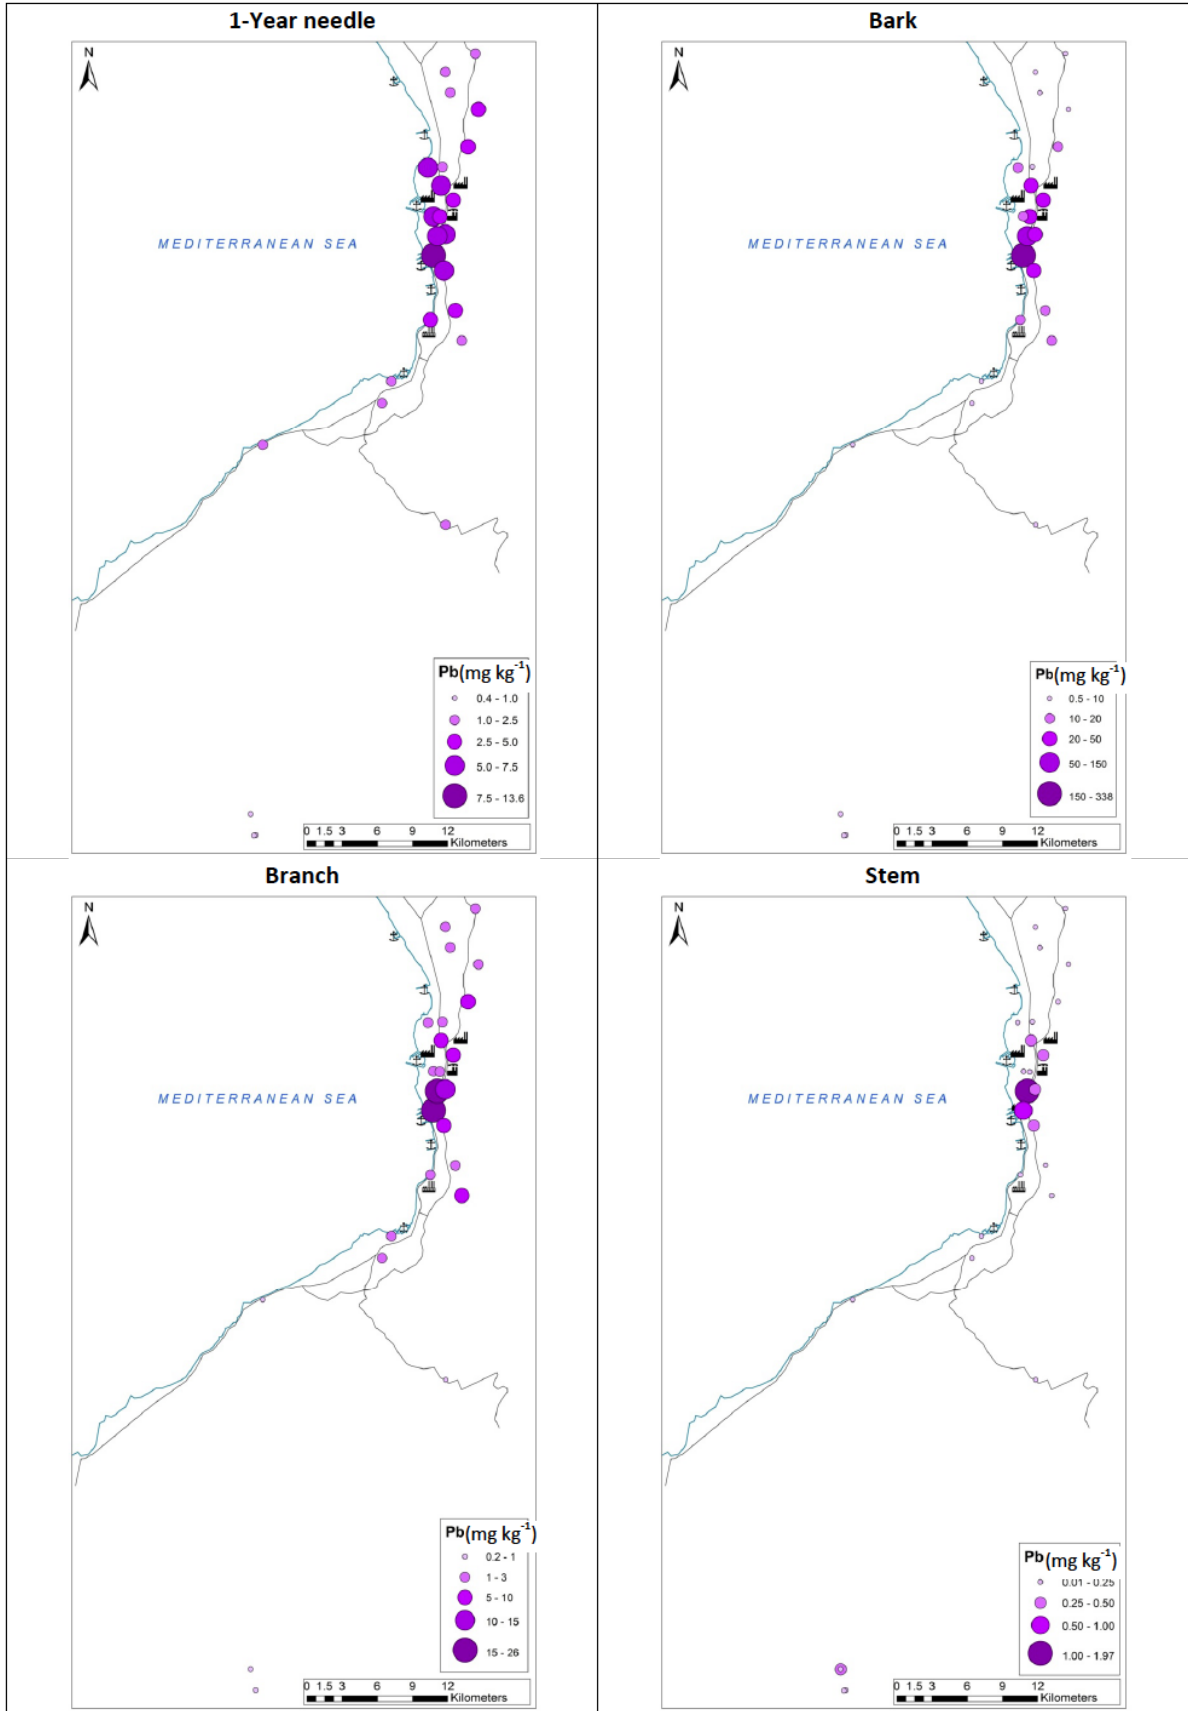 1-Year needle
N
MEDITERRANEAN SEA
Pb(mg kg⁻¹)
0.4 - 1.0
1.0 - 2.5
2.5 - 5.0
5.0 - 7.5
7.5 - 13.6
0 1.5 3 6 9 12
Kilometers
Bark
N
MEDITERRANEAN SEA
Pb(mg kg⁻¹)
0.5 - 10
10 - 20
20 - 50
50 - 150
150 - 338
0 1.5 3 6 9 12
Kilometers
Branch
N
MEDITERRANEAN SEA
Pb(mg kg⁻¹)
0.2 - 1
1 - 3
5 - 10
10 - 15
15 - 26
0 1.5 3 6 9 12
Kilometers
Stem
N
MEDITERRANEAN SEA
Pb(mg kg⁻¹)
0.01 - 0.25
0.25 - 0.50
0.50 - 1.00
1.00 - 1.97
0 1.5 3 6 9 12
Kilometers